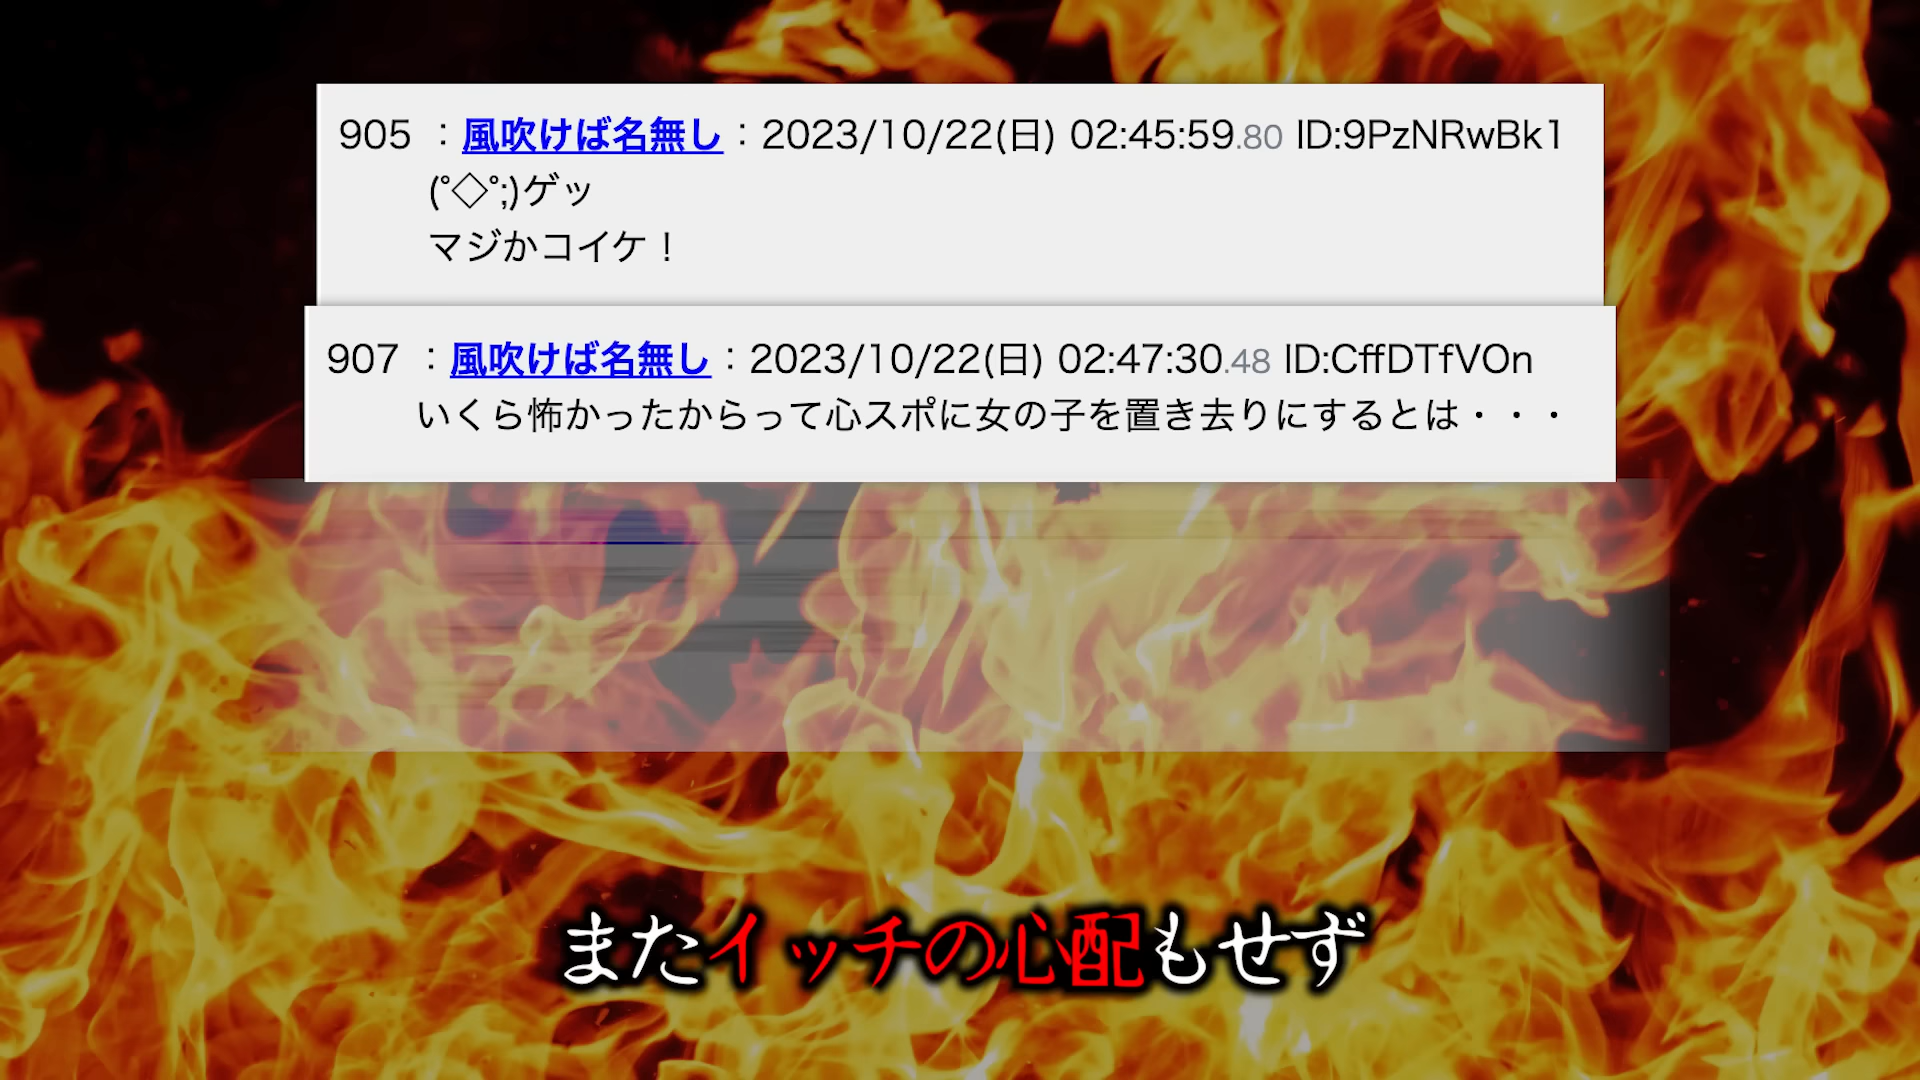 905 ：風吹けば名無し：2023/10/22(日) 02:45:59.80 ID:9PzNRwBk1
(ﾟ◇ﾟ;)ゲッ
マジかコイケ！
907 ：風吹けば名無し：2023/10/22(日) 02:47:30.48 ID:CffDTfVOn
いくら怖かったからって心スポに女の子を置き去りにするとは・・・
またイッチの心配もせず